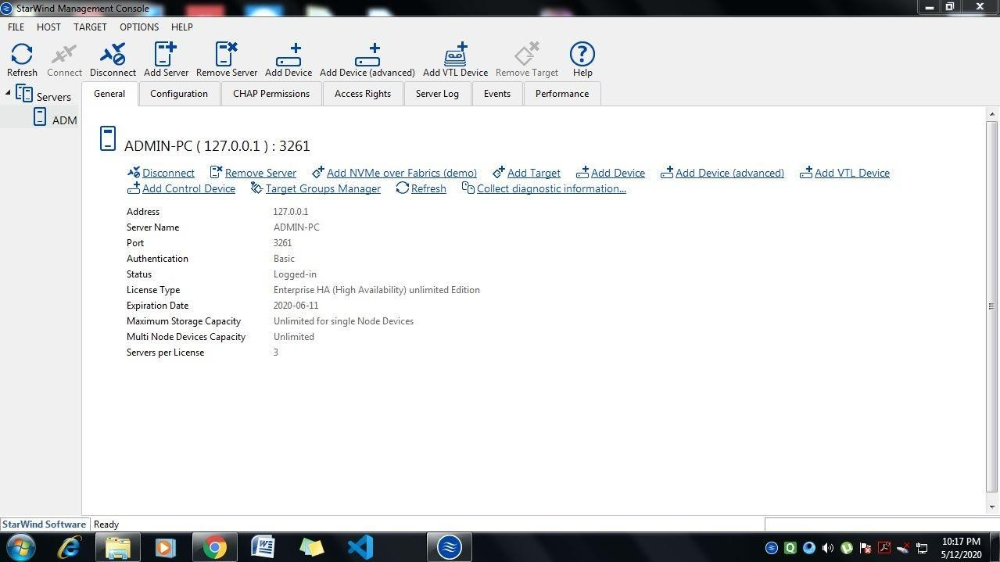 StarWind Management Console
FILE HOST TARGET OPTIONS HELP
Refresh Connect Disconnect Add Server Remove Server Add Device Add Device (advanced) Add VTL Device Remove Target Help
Servers
ADM
General Configuration CHAP Permissions Access Rights Server Log Events Performance
ADMIN-PC ( 127.0.0.1 ) : 3261
Disconnect Remove Server Add NVMe over Fabrics (demo) Add Target Add Device Add Device (advanced) Add VTL Device
Add Control Device Target Groups Manager Refresh Collect diagnostic information...
Address 127.0.0.1
Server Name ADMIN-PC
Port 3261
Authentication Basic
Status Logged-in
License Type Enterprise HA (High Availability) unlimited Edition
Expiration Date 2020-06-11
Maximum Storage Capacity Unlimited for single Node Devices
Multi Node Devices Capacity Unlimited
Servers per License 3
StarWind Software Ready
10:17 PM
5/12/2020